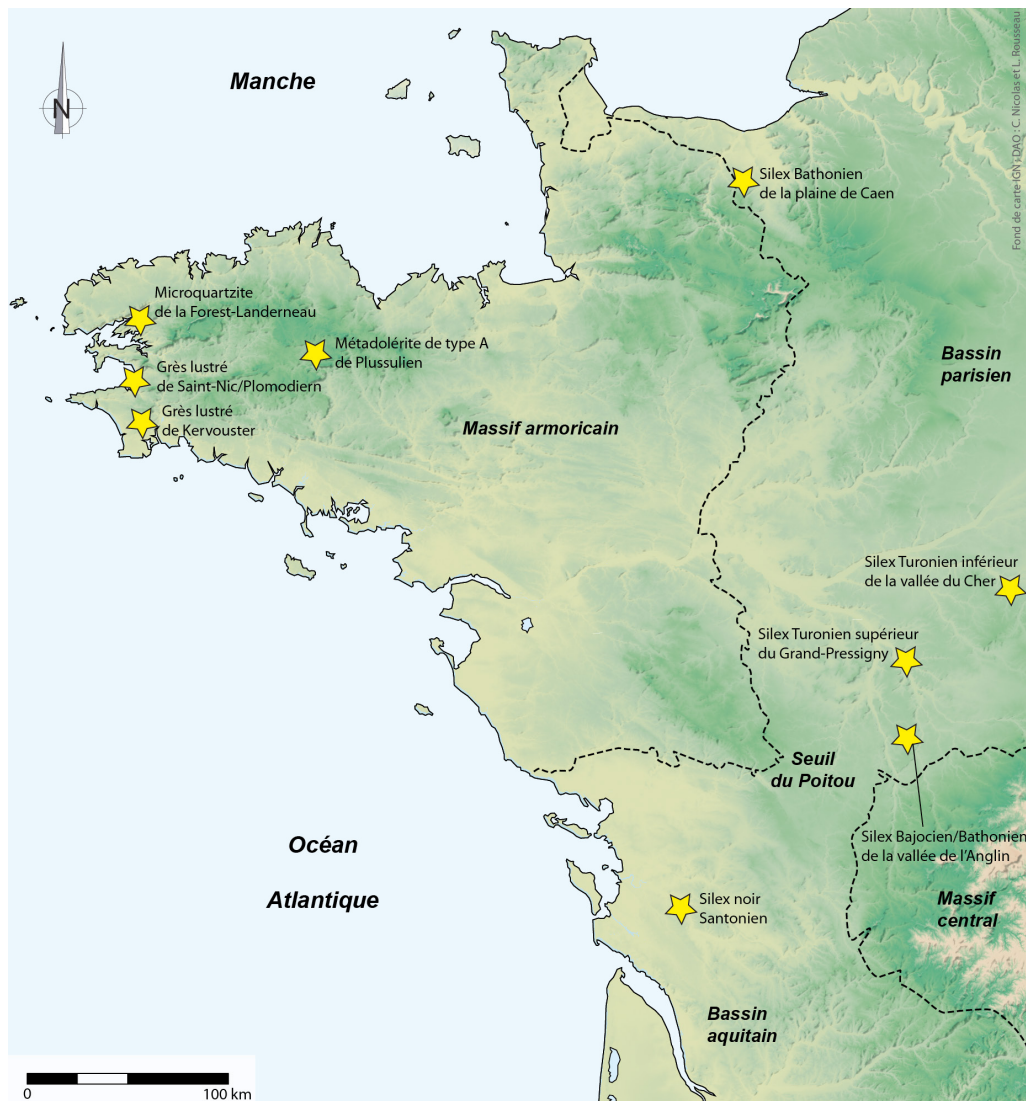 Manche
N
Fond de carte IGN ; DAO : C. Nicolas et L. Rousseau
Silex Bathonien
de la plaine de Caen
Microquartzite
de la Forest-Landerneau
Métadolérite de type A
de Plussulien
Grès lustré
de Saint-Nic/Plomodiern
Grès lustré
de Kervouster
Bassin
parisien
Massif armoricain
Silex Turonien inférieur
de la vallée du Cher
Silex Turonien supérieur
du Grand-Pressigny
Seuil
du Poitou
Océan
Atlantique
Silex Bajocien/Bathonien
de la vallée de l'Anglin
Silex noir
Santonien
Massif
central
Bassin
aquitain
0 100 km